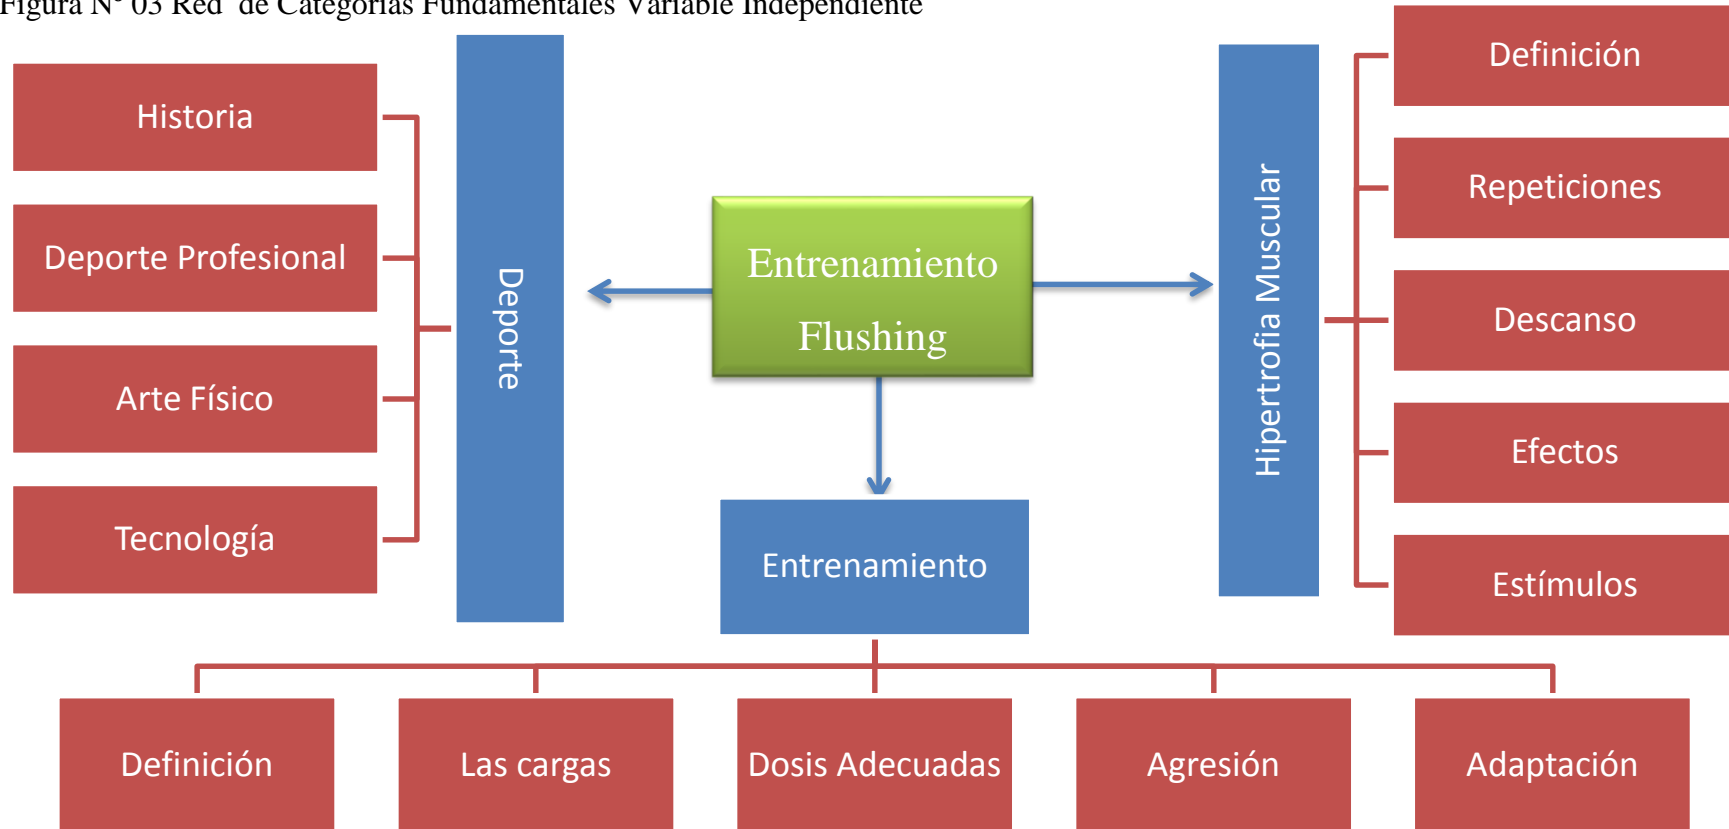 Figura N° 03 Red de Categorías Fundamentales Variable Independiente
Historia
Deporte Profesional
Arte Físico
Tecnología
Deporte
Entrenamiento
Flushing
Hipertrofia Muscular
Definición
Repeticiones
Descanso
Efectos
Estímulos
Entrenamiento
Definición
Las cargas
Dosis Adecuadas
Agresión
Adaptación